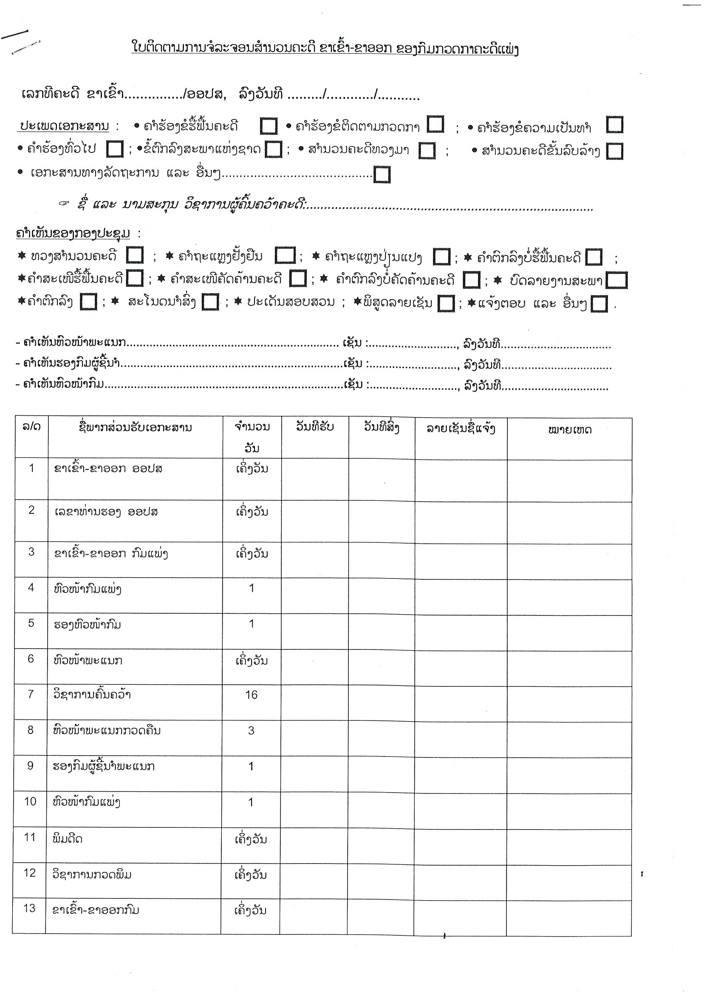 ໃບຕິດຕາມການຈໍລະຈອນສຳນວນຄະດີ ຂາເຂົ້າ-ຂາອອກ ຂອງກົມກວດກາຄະດີແພ່ງ
ເລກທີຄະດີ ຂາເຂົ້າ.............../ອອປສ, ລົງວັນທີ ........./............/...........
ປະເພດເອກະສານ : • ຄຳຮ້ອງຂໍຮື້ຟື້ນຄະດີ ☐ • ຄຳຮ້ອງຂໍຕິດຕາມກວດກາ ☐ ; • ຄຳຮ້ອງຂໍຄວາມເປັນທຳ ☐
• ຄຳຮ້ອງທົ່ວໄປ ☐ ; •ຂໍ້ຕົກລົງສະພາແຫ່ງຊາດ ☐ ; • ສຳນວນຄະດີທວງມາ ☐ ; • ສຳນວນຄະດີຂັ້ນລົບລ້າງ ☐
• ເອກະສານທາງລັດຖະການ ແລະ ອື່ນໆ..........................................☐
☞ ຊື່ ແລະ ນາມສະກຸນ ວິຊາການຜູ້ຄົ້ນຄວ້າຄະດີ:................................................................................
ຄຳເຫັນຂອງກອງປະຊຸມ :
✶ ທວງສຳນວນຄະດີ ☐ ; ✶ ຄຳຖະແຫຼງຢັ້ງຢືນ ☐ ; ✶ ຄຳຖະແຫຼງປ່ຽນແປງ ☐ ; ✶ ຄຳຕົກລົງບໍ່ຮື້ຟື້ນຄະດີ ☐ ;
✶ຄຳສະເໜີຮື້ຟື້ນຄະດີ ☐ ; ✶ ຄຳສະເໜີຄັດຄ້ານຄະດີ ☐ ; ✶ ຄຳຕົກລົງບໍ່ຄັດຄ້ານຄະດີ ☐ ; ✶ ບົດລາຍງານສະພາ ☐
✶ຄຳຕົກລົງ ☐ ; ✶ ສະໂນດນຳສົ່ງ ☐ ; ✶ ປະເດັນສອບສວນ ; ✶ພິສູດລາຍເຊັນ ☐ ; ✶ແຈ້ງຕອບ ແລະ ອື່ນໆ ☐ .
- ຄຳເຫັນຫົວໜ້າພະແນກ................................................................ ເຊັນ :.........................., ລົງວັນທີ.................................
- ຄຳເຫັນຮອງກົມຜູ້ຊີ້ນຳ...................................................................ເຊັນ :.........................., ລົງວັນທີ.................................
- ຄຳເຫັນຫົວໜ້າກົມ........................................................................ເຊັນ :.........................., ລົງວັນທີ................................
ລ/ດ ຊື່ພາກສ່ວນຮັບເອກະສານ ຈຳນວນ ວັນທີຮັບ ວັນທີສົ່ງ ລາຍເຊັນຊື່ແຈ້ງ ໝາຍເຫດ
ວັນ
1 ຂາເຂົ້າ-ຂາອອກ ອອປສ ເຄິ່ງວັນ
2 ເລຂາທ່ານຮອງ ອອປສ ເຄິ່ງວັນ
3 ຂາເຂົ້າ-ຂາອອກ ກົມແພ່ງ ເຄິ່ງວັນ
4 ຫົວໜ້າກົມແພ່ງ 1
5 ຮອງຫົວໜ້າກົມ 1
6 ຫົວໜ້າພະແນກ ເຄິ່ງວັນ
7 ວິຊາການຄົ້ນຄວ້າ 16
8 ຫົວໜ້າພະແນກກວດຄືນ 3
9 ຮອງກົມຜູ້ຊີ້ນຳພະແນກ 1
10 ຫົວໜ້າກົມແພ່ງ 1
11 ພິມດີດ ເຄິ່ງວັນ
12 ວິຊາການກວດພິມ ເຄິ່ງວັນ
13 ຂາເຂົ້າ-ຂາອອກກົມ ເຄິ່ງວັນ